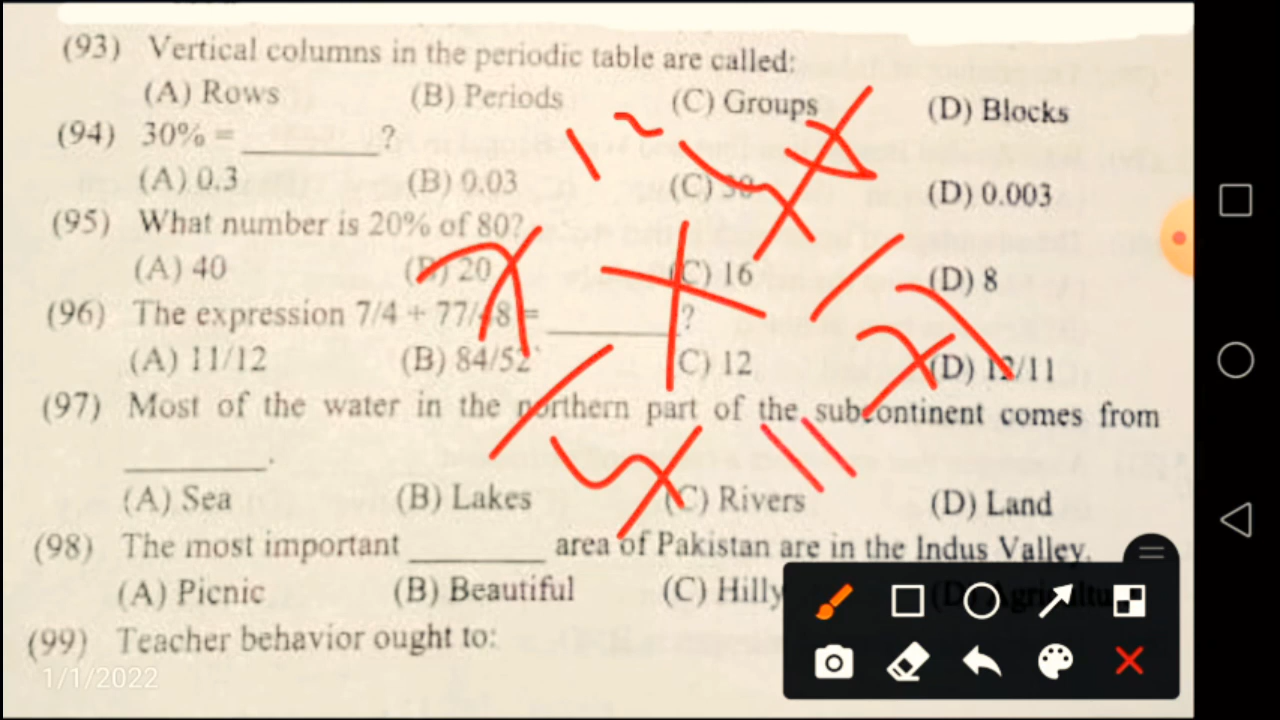 (93) Vertical columns in the periodic table are called:
(A) Rows (B) Periods (C) Groups (D) Blocks
(94) 30% = ________?
(A) 0.3 (B) 0.03 (C) 30 (D) 0.003
(95) What number is 20% of 80?
(A) 40 (B) 20 (C) 16 (D) 8
(96) The expression 7/4 + 77/48 = ________?
(A) 11/12 (B) 84/52 (C) 12 (D) 12/11
(97) Most of the water in the northern part of the subcontinent comes from
________.
(A) Sea (B) Lakes (C) Rivers (D) Land
(98) The most important ________ area of Pakistan are in the Indus Valley.
(A) Picnic (B) Beautiful (C) Hilly (D)
(99) Teacher behavior ought to:
1/1/2022